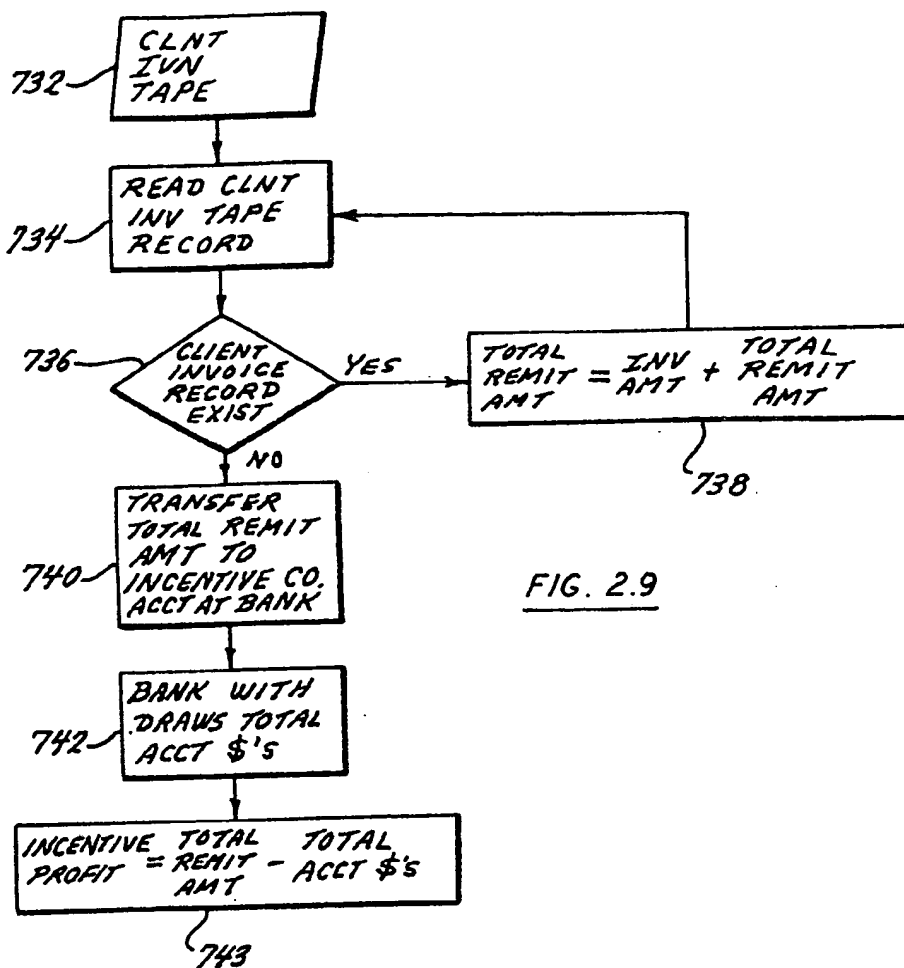 CLNT
IVN
TAPE
732
READ CLNT
INV TAPE
RECORD
734
CLIENT
INVOICE
RECORD
EXIST
736
YES
TOTAL REMIT AMT = INV AMT + TOTAL REMIT AMT
738
NO
TRANSFER
TOTAL REMIT
AMT TO
INCENTIVE CO.
ACCT AT BANK
740
FIG. 2.9
BANK WITH
DRAWS TOTAL
ACCT $'S
742
INCENTIVE PROFIT = TOTAL REMIT AMT - TOTAL ACCT $'S
743